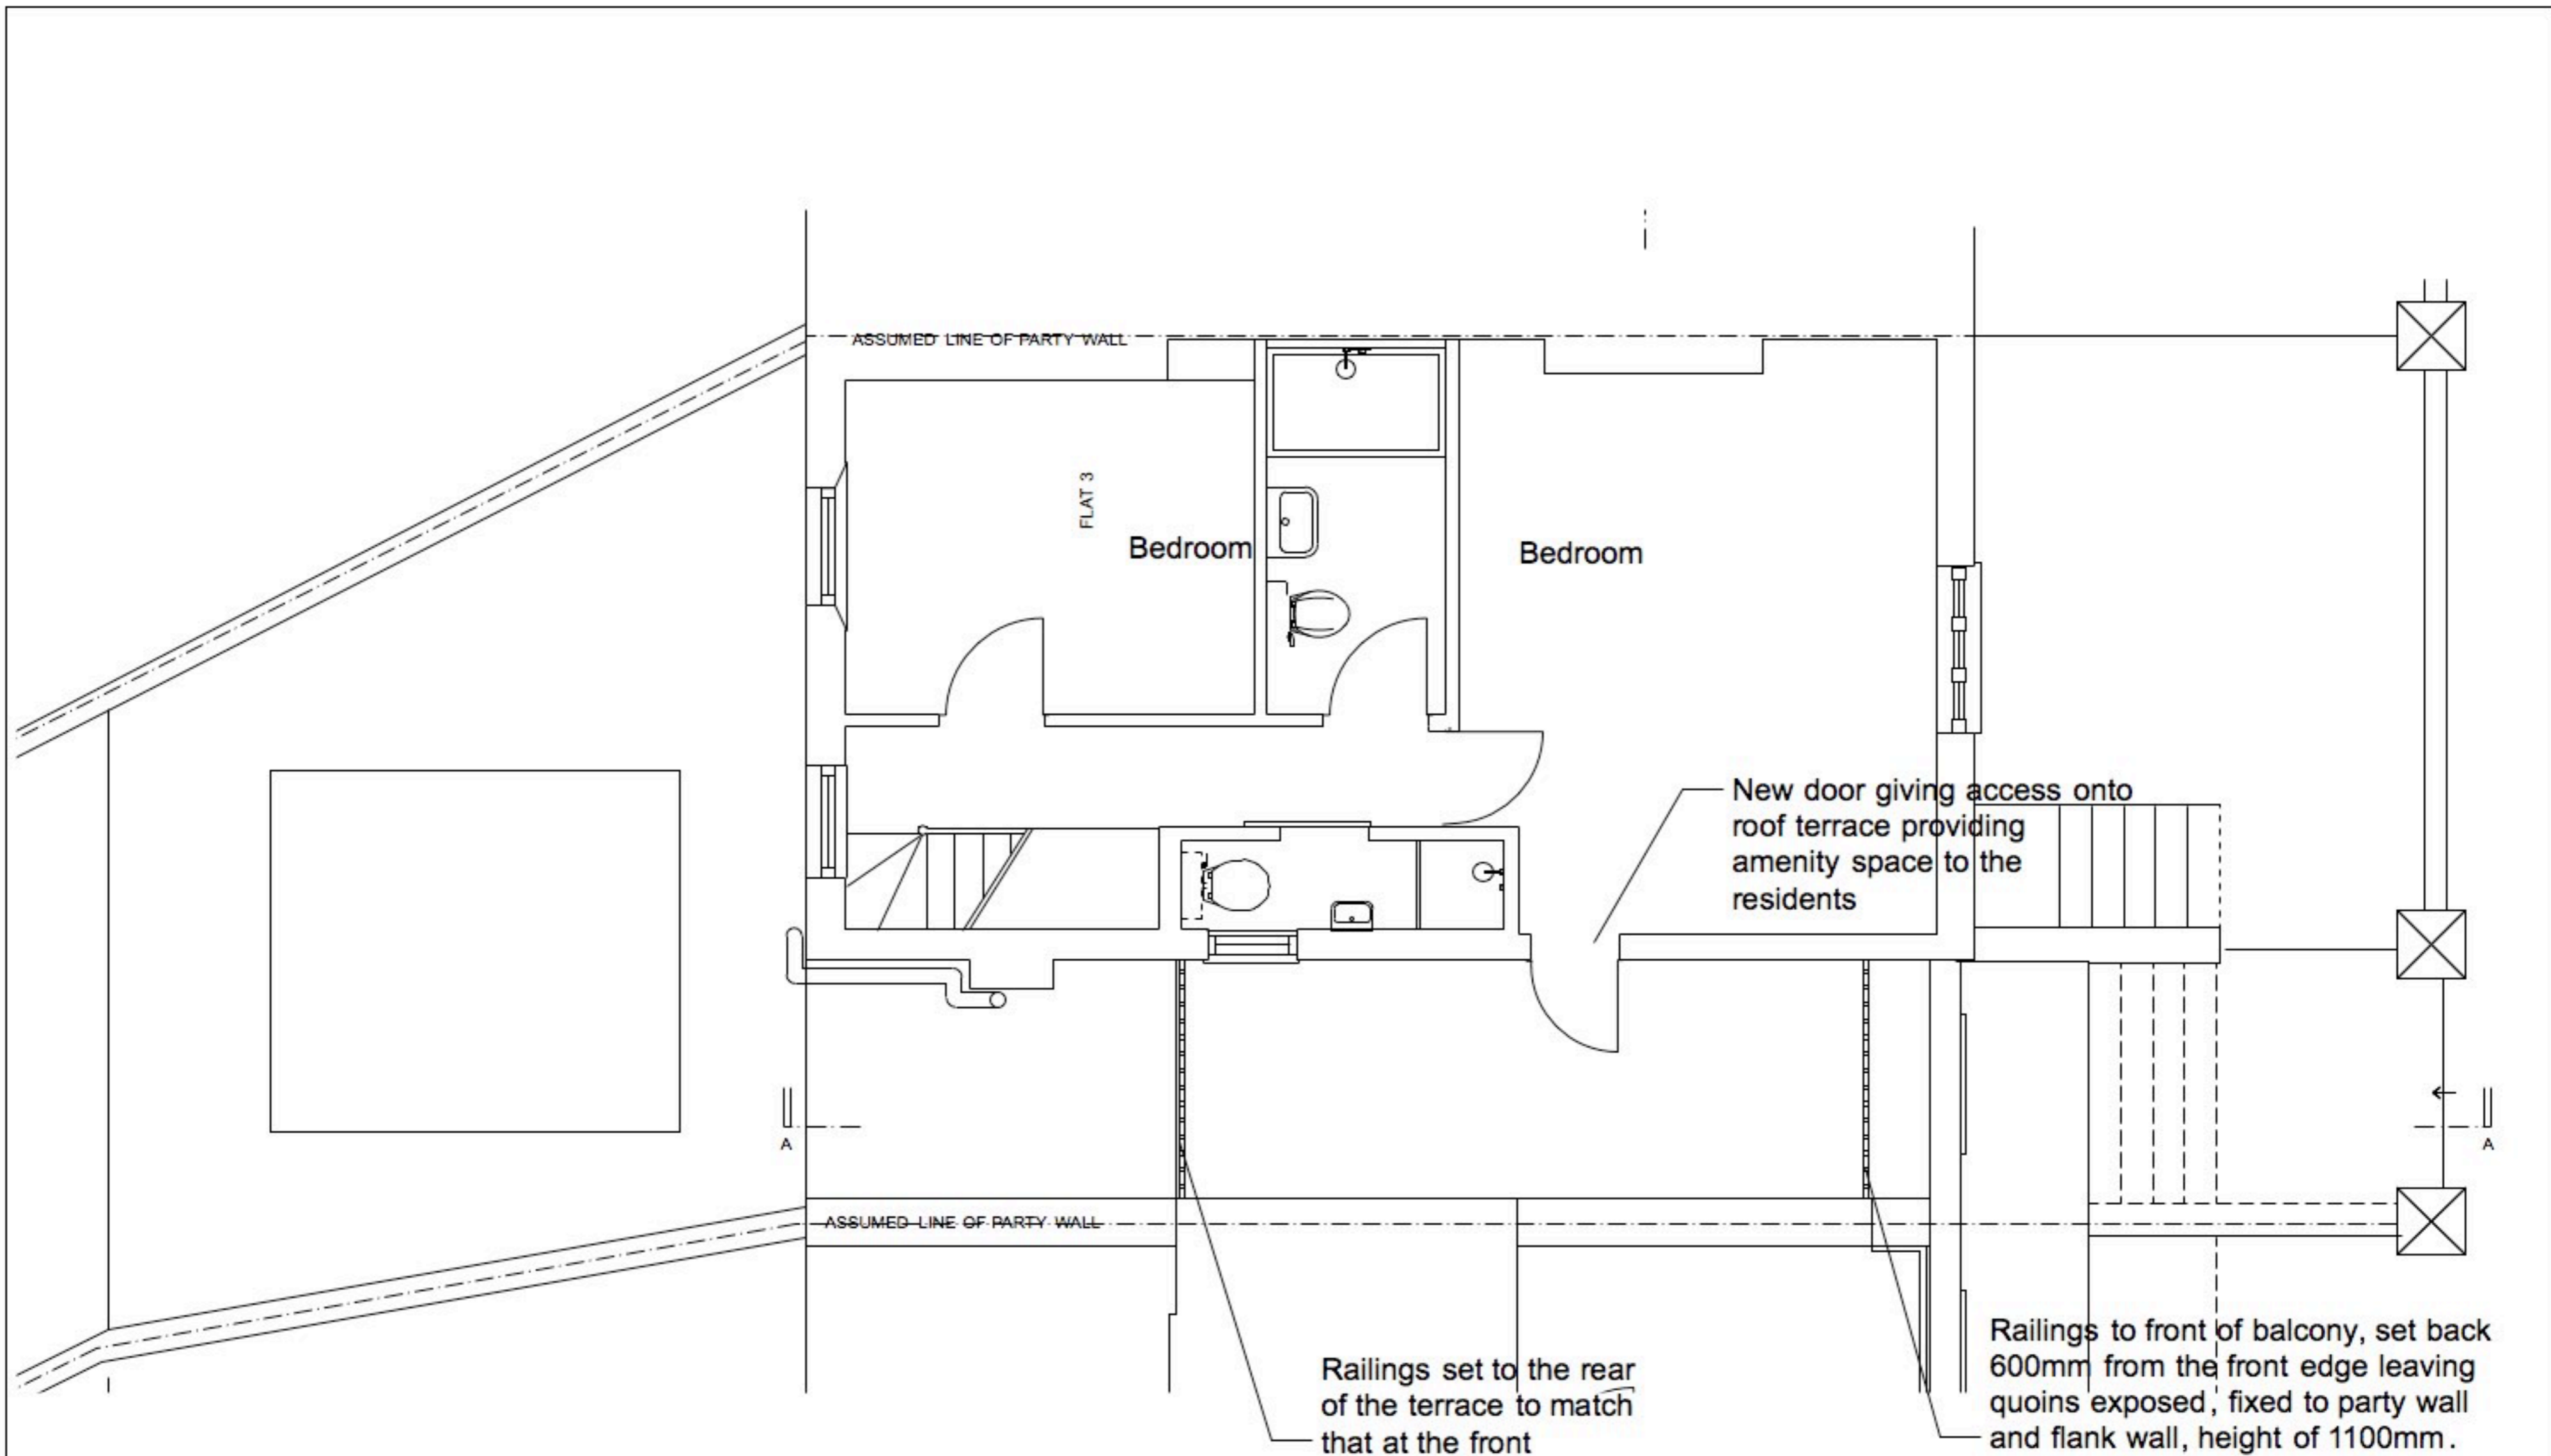 ASSUMED LINE OF PARTY WALL
FLAT 3
Bedroom
Bedroom
New door giving access onto
roof terrace providing
amenity space to the
residents
A
A
ASSUMED LINE OF PARTY WALL
Railings set to the rear
of the terrace to match
that at the front
Railings to front of balcony, set back
600mm from the front edge leaving
quoins exposed, fixed to party wall
and flank wall, height of 1100mm.